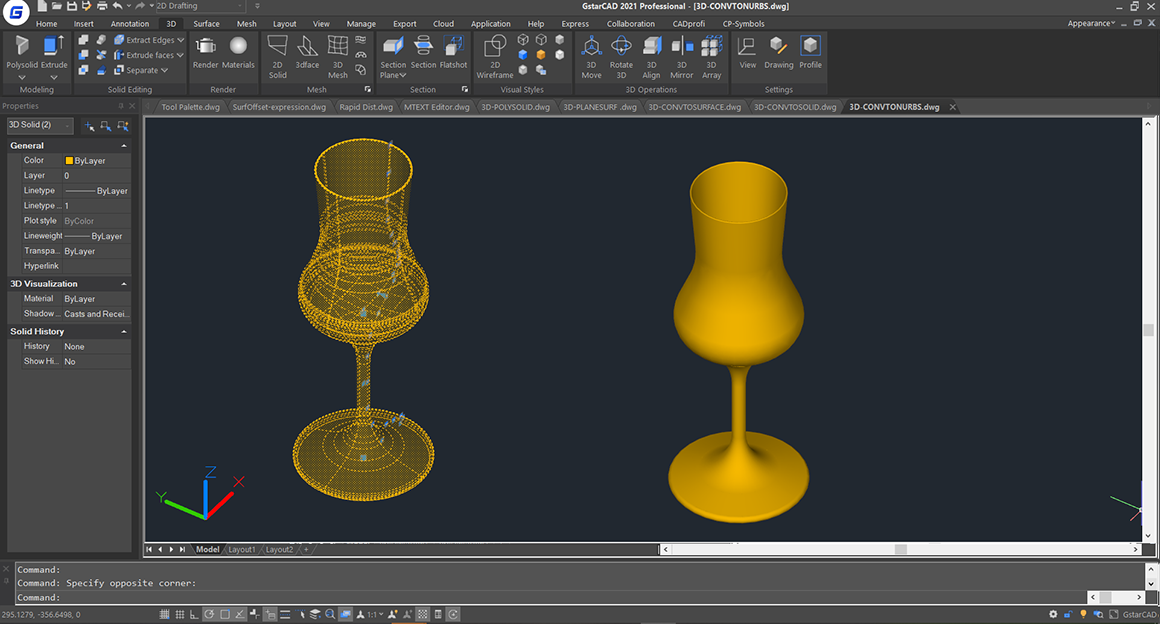 G
2D Drafting
GstarCAD 2021 Professional - [3D-CONVTONURBS.dwg]
Home Insert Annotation 3D Surface Mesh Layout View Manage Export Cloud Application Help Express Collaboration CADprofi CP-Symbols Appearance
Extract Edges
Extrude faces
Separate
Polysolid Extrude
Render Materials
2D Solid
3dface
3D Mesh
Section Plane
Section Flatshot
2D Wireframe
3D Move
Rotate 3D
3D Align
3D Mirror
3D Array
View Drawing Profile
Modeling Solid Editing Render Mesh Section Visual Styles 3D Operations Settings
Properties
Tool Palette.dwg SurfOffset-expression.dwg Rapid Dist.dwg MTEXT Editor.dwg 3D-POLYSOLID.dwg 3D-PLANESURF .dwg 3D-CONVTOSURFACE.dwg 3D-CONVTOSOLID.dwg 3D-CONVTONURBS.dwg
3D Solid (2)
General
Color ByLayer
Layer 0
Linetype ByLayer
Linetype ... 1
Plot style ByColor
Lineweight ByLayer
Transpa... ByLayer
Hyperlink
3D Visualization
Material ByLayer
Shadow ... Casts and Recei...
Solid History
History None
Show Hi... No
Z
X
Y
Model Layout1 Layout2 +
Command:
Command: Specify opposite corner:
Command:
295.1279, -356.6498, 0
1:1
GstarCAD